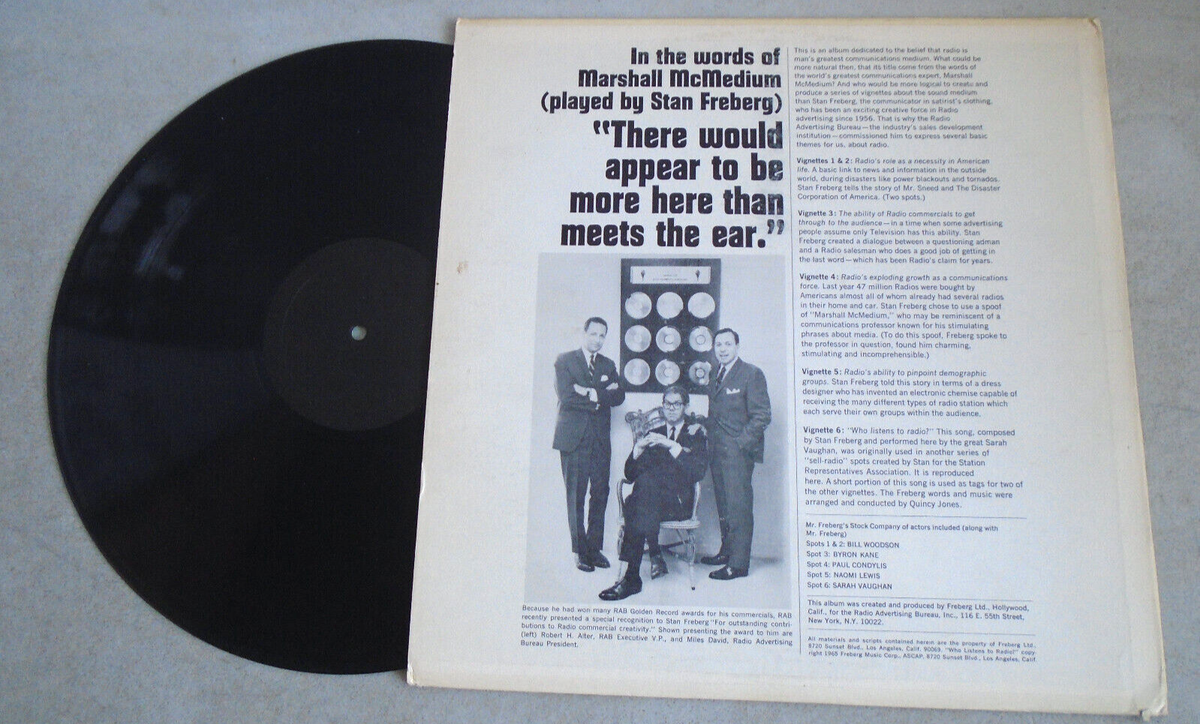 In the words of
Marshall McMedium
(played by Stan Freberg)
"There would
appear to be
more here than
meets the ear."
Because he had won many RAB Golden Record awards for his commercials, RAB
recently presented a special recognition to Stan Freberg "For outstanding contri-
butions to Radio commercial creativity." Shown presenting the award to him are
(left) Robert H. Alter, RAB Executive V.P., and Miles David, Radio Advertising
Bureau President.
This is an album dedicated to the belief that radio is
man's greatest communications medium. What could be
more natural then, that its title come from the words of
the world's greatest communications expert, Marshall
McMedium? And who would be more logical to create and
produce a series of vignettes about the sound medium
than Stan Freberg, the communicator in satirist's clothing,
who has been an exciting creative force in Radio
advertising since 1956. That is why the Radio
Advertising Bureau—the industry's sales development
institution—commissioned him to express several basic
themes for us, about radio.
Vignettes 1 & 2: Radio's role as a necessity in American
life. A basic link to news and information in the outside
world, during disasters like power blackouts and tornados.
Stan Freberg tells the story of Mr. Sneed and The Disaster
Corporation of America. (Two spots.)
Vignette 3: The ability of Radio commercials to get
through to the audience—in a time when some advertising
people assume only Television has this ability. Stan
Freberg created a dialogue between a questioning adman
and a Radio salesman who does a good job of getting in
the last word—which has been Radio's claim for years.
Vignette 4: Radio's exploding growth as a communications
force. Last year 47 million Radios were bought by
Americans almost all of whom already had several radios
in their home and car. Stan Freberg chose to use a spoof
of "Marshall McMedium," who may be reminiscent of a
communications professor known for his stimulating
phrases about media. (To do this spoof, Freberg spoke to
the professor in question, found him charming,
stimulating and incomprehensible.)
Vignette 5: Radio's ability to pinpoint demographic
groups. Stan Freberg told this story in terms of a dress
designer who has invented an electronic chemise capable of
receiving the many different types of radio station which
each serve their own groups within the audience.
Vignette 6: "Who listens to radio?" This song, composed
by Stan Freberg and performed here by the great Sarah
Vaughan, was originally used in another series of
"sell-radio" spots created by Stan for the Station
Representatives Association. It is reproduced
here. A short portion of this song is used as tags for two of
the other vignettes. The Freberg words and music were
arranged and conducted by Quincy Jones.
Mr. Freberg's Stock Company of actors included (along with
Mr. Freberg)
Spots 1 & 2: BILL WOODSON
Spot 3: BYRON KANE
Spot 4: PAUL CONDYLIS
Spot 5: NAOMI LEWIS
Spot 6: SARAH VAUGHAN
This album was created and produced by Freberg Ltd., Hollywood,
Calif., for the Radio Advertising Bureau, Inc., 116 E. 55th Street,
New York, N.Y. 10022.
All materials and scripts contained herein are the property of Freberg Ltd.,
8720 Sunset Blvd., Los Angeles, Calif. 90069. "Who Listens to Radio?" copy-
right 1965 Freberg Music Corp., ASCAP, 8720 Sunset Blvd., Los Angeles, Calif.